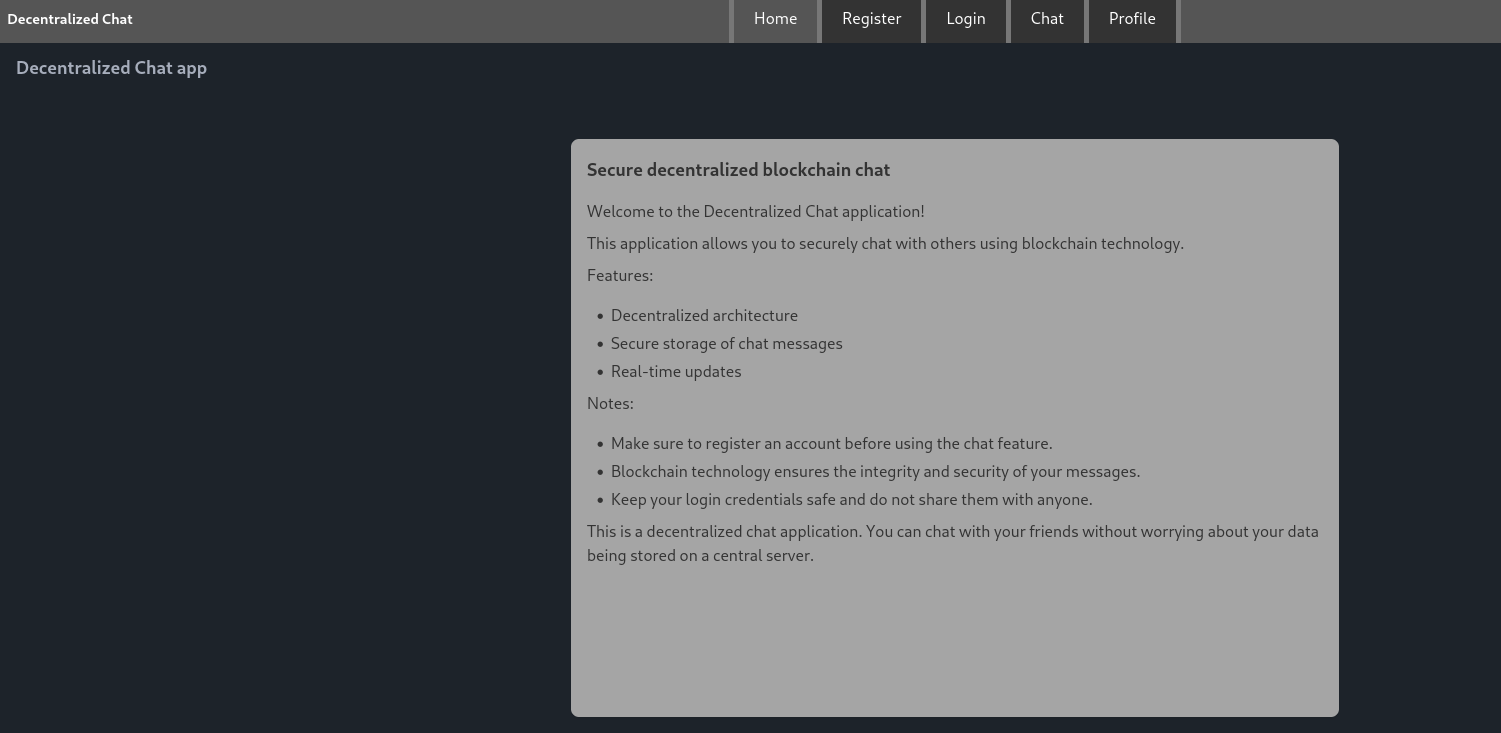 Decentralized Chat
Home
Register
Login
Chat
Profile
Decentralized Chat app
Secure decentralized blockchain chat
Welcome to the Decentralized Chat application!
This application allows you to securely chat with others using blockchain technology.
Features:
• Decentralized architecture
• Secure storage of chat messages
• Real-time updates
Notes:
• Make sure to register an account before using the chat feature.
• Blockchain technology ensures the integrity and security of your messages.
• Keep your login credentials safe and do not share them with anyone.
This is a decentralized chat application. You can chat with your friends without worrying about your data
being stored on a central server.